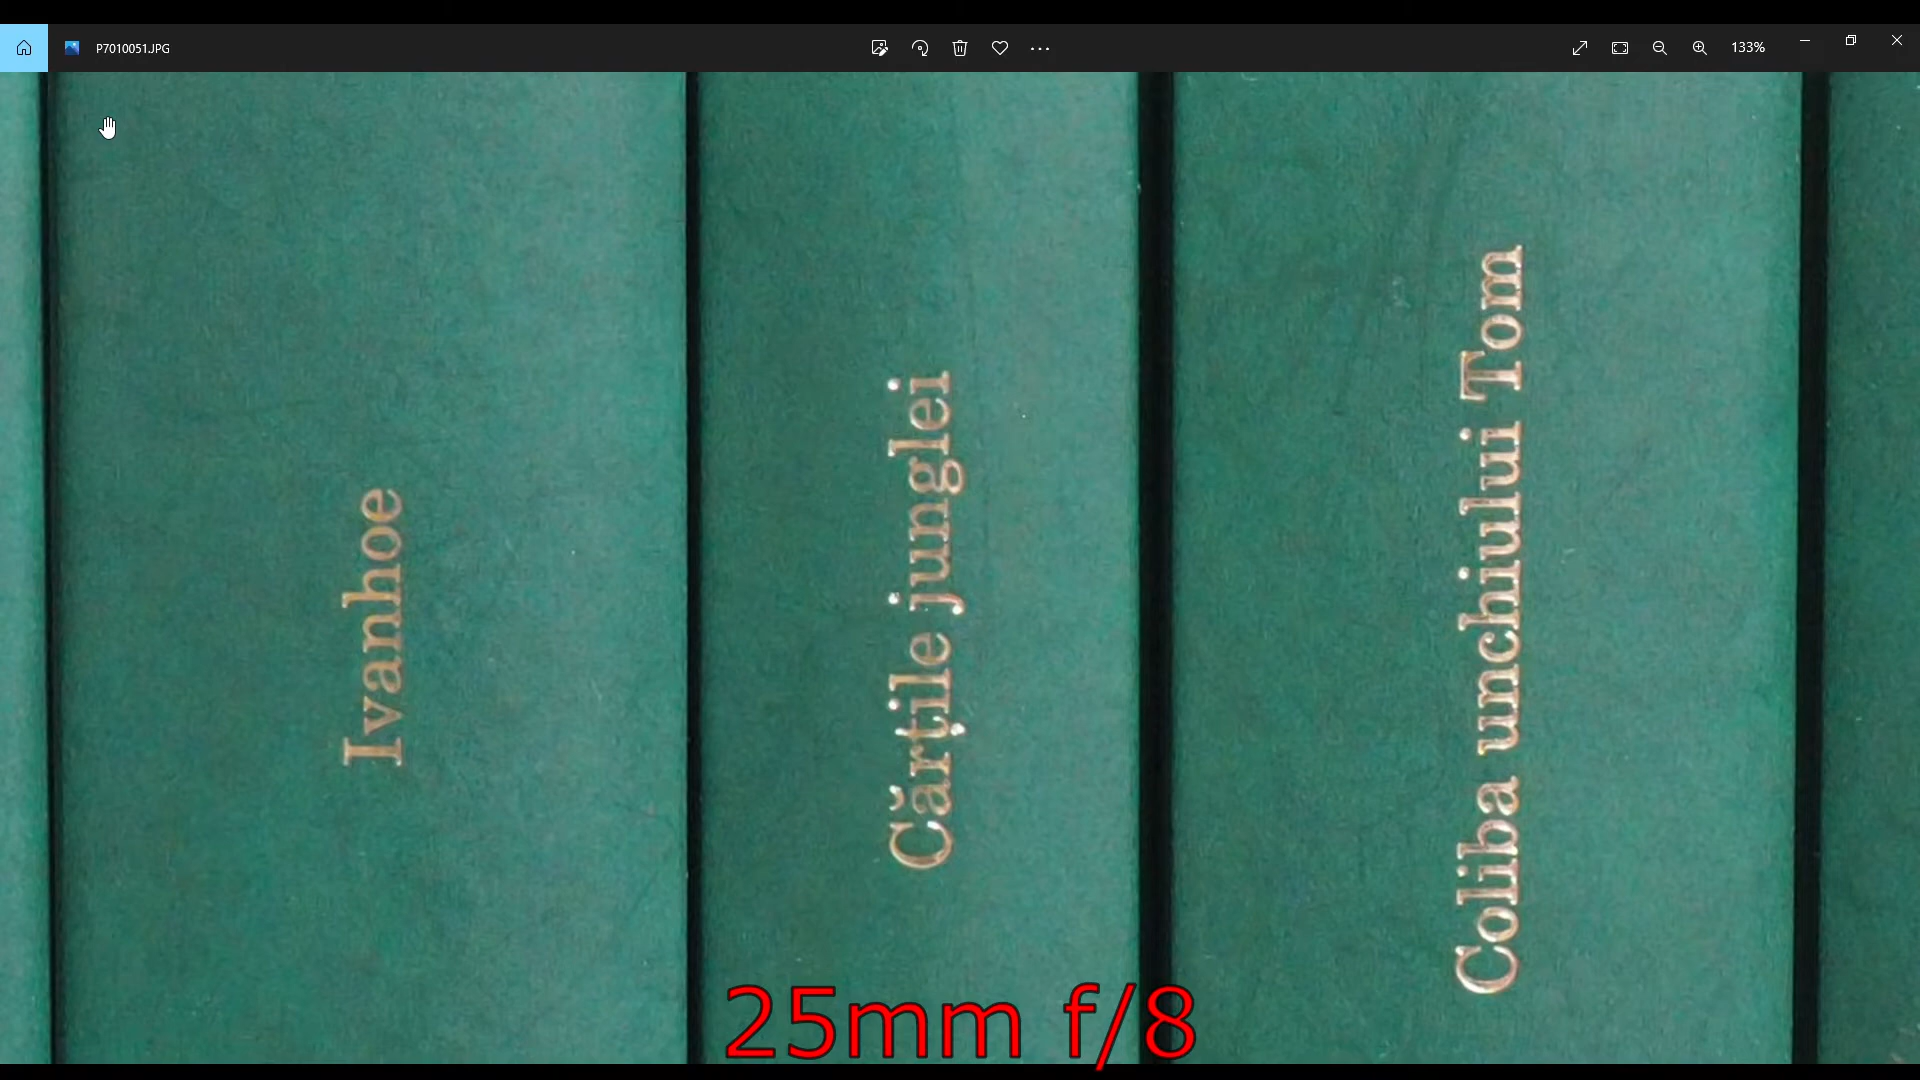 P7010051.JPG
133%
Ivanhoe
Cărțile junglei
Coliba unchiului Tom
25mm f/8